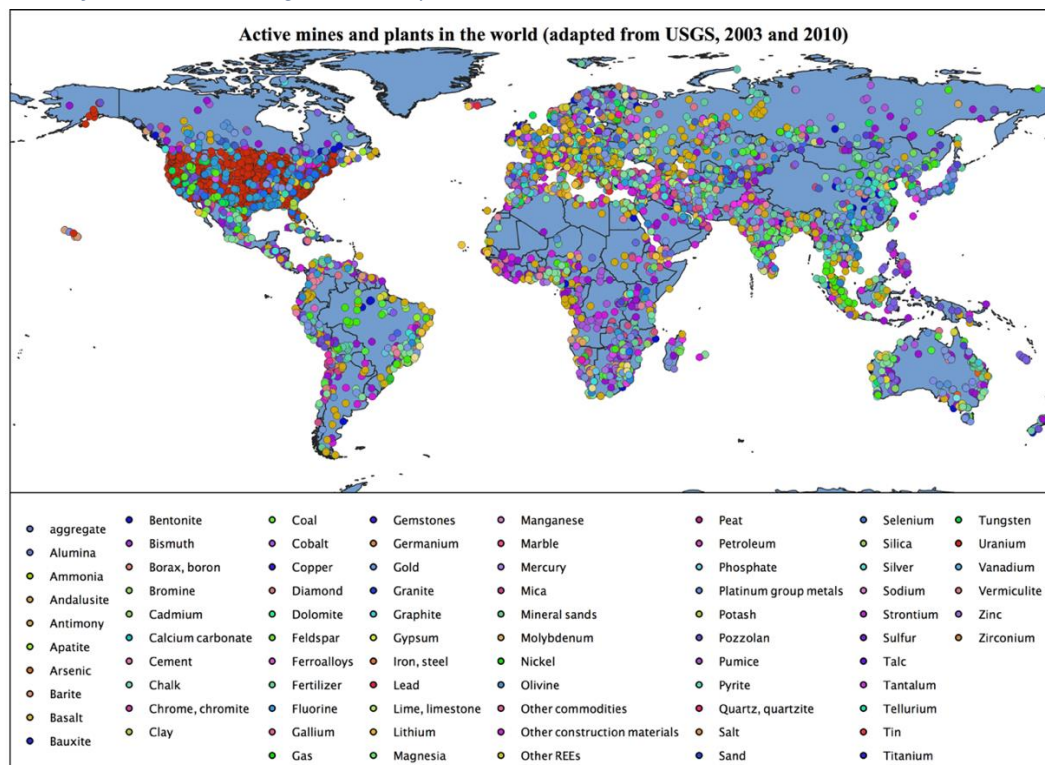 Active mines and plants in the world (adapted from USGS, 2003 and 2010)
aggregate
Alumina
Ammonia
Andalusite
Antimony
Apatite
Arsenic
Barite
Basalt
Bauxite
Bentonite
Bismuth
Borax, boron
Bromine
Cadmium
Calcium carbonate
Cement
Chalk
Chrome, chromite
Clay
Coal
Cobalt
Copper
Diamond
Dolomite
Feldspar
Ferroalloys
Fertilizer
Fluorine
Gallium
Gas
Gemstones
Germanium
Gold
Granite
Graphite
Gypsum
Iron, steel
Lead
Lime, limestone
Lithium
Magnesia
Manganese
Marble
Mercury
Mica
Mineral sands
Molybdenum
Nickel
Olivine
Other commodities
Other construction materials
Other REEs
Peat
Petroleum
Phosphate
Platinum group metals
Potash
Pozzolan
Pumice
Pyrite
Quartz, quartzite
Salt
Sand
Selenium
Silica
Silver
Sodium
Strontium
Sulfur
Talc
Tantalum
Tellurium
Tin
Titanium
Tungsten
Uranium
Vanadium
Vermiculite
Zinc
Zirconium